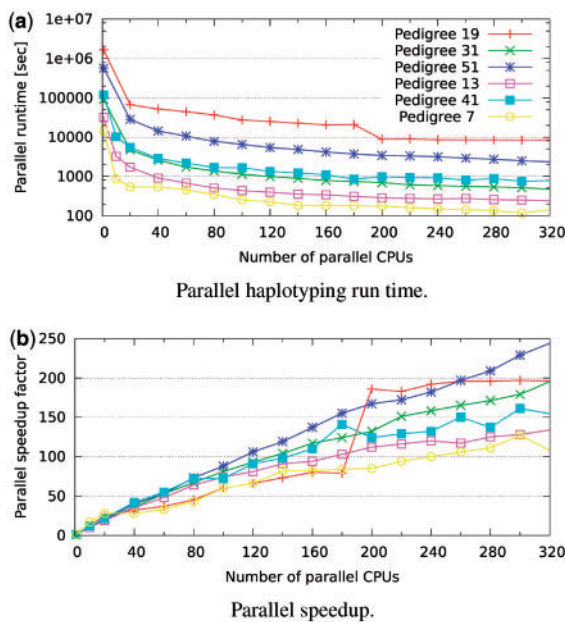 (a)
1e+07
1e+06
100000
10000
1000
100
Parallel runtime [sec]
Pedigree 19
Pedigree 31
Pedigree 51
Pedigree 13
Pedigree 41
Pedigree 7
0 40 80 120 160 200 240 280 320
Number of parallel CPUs
Parallel haplotyping run time.
(b)
250
200
150
100
50
0
Parallel speedup factor
0 40 80 120 160 200 240 280 320
Number of parallel CPUs
Parallel speedup.